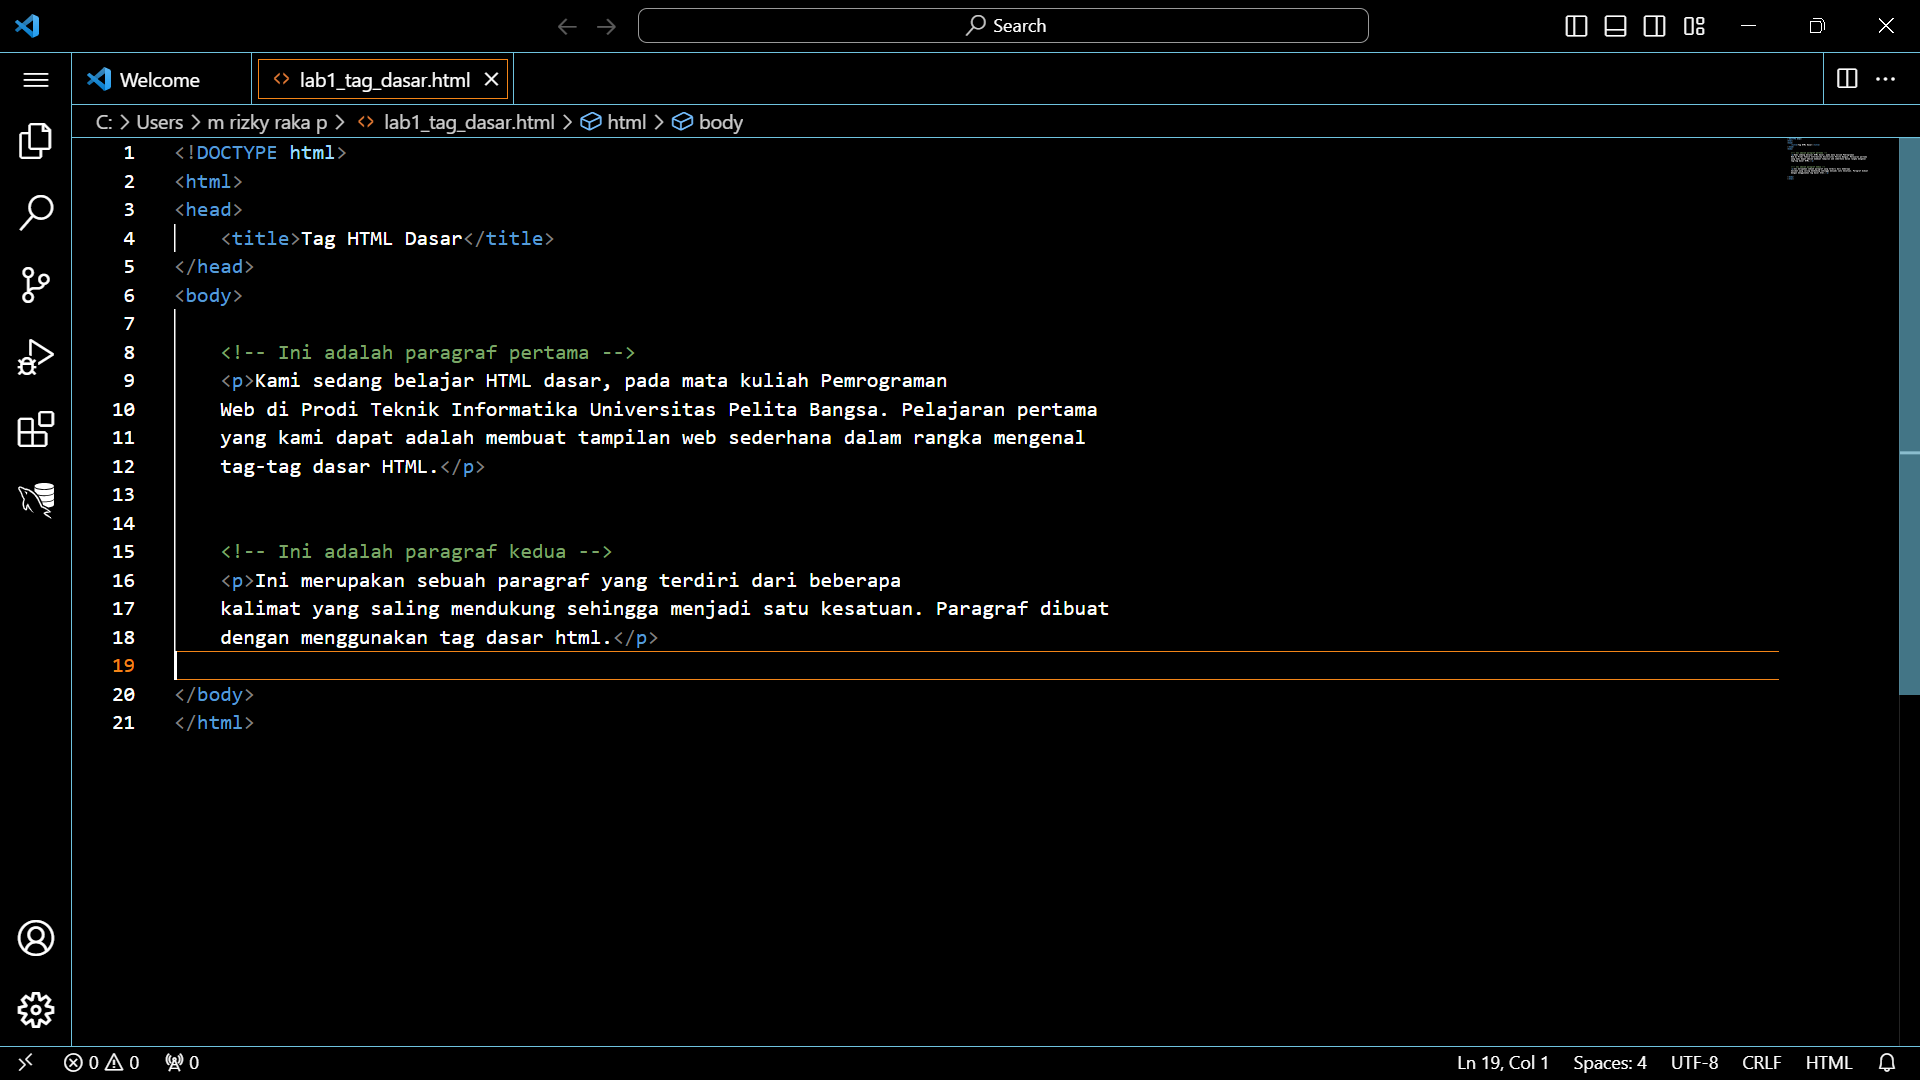 Search
Welcome
lab1_tag_dasar.html
C: > Users > m rizky raka p > <> lab1_tag_dasar.html > html > body
1 <!DOCTYPE html>
2 <html>
3 <head>
4 <title>Tag HTML Dasar</title>
5 </head>
6 <body>
7
8 <!-- Ini adalah paragraf pertama -->
9 <p>Kami sedang belajar HTML dasar, pada mata kuliah Pemrograman
10 Web di Prodi Teknik Informatika Universitas Pelita Bangsa. Pelajaran pertama
11 yang kami dapat adalah membuat tampilan web sederhana dalam rangka mengenal
12 tag-tag dasar HTML.</p>
13
14
15 <!-- Ini adalah paragraf kedua -->
16 <p>Ini merupakan sebuah paragraf yang terdiri dari beberapa
17 kalimat yang saling mendukung sehingga menjadi satu kesatuan. Paragraf dibuat
18 dengan menggunakan tag dasar html.</p>
19
20 </body>
21 </html>
0 0 0 Ln 19, Col 1 Spaces: 4 UTF-8 CRLF HTML